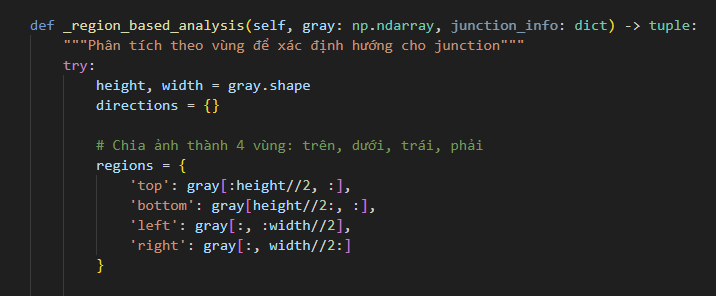 def _region_based_analysis(self, gray: np.ndarray, junction_info: dict) -> tuple:
    """Phân tích theo vùng để xác định hướng cho junction"""
    try:
        height, width = gray.shape
        directions = {}

        # Chia ảnh thành 4 vùng: trên, dưới, trái, phải
        regions = {
            'top': gray[:height//2, :],
            'bottom': gray[height//2:, :],
            'left': gray[:, :width//2],
            'right': gray[:, width//2:]
        }